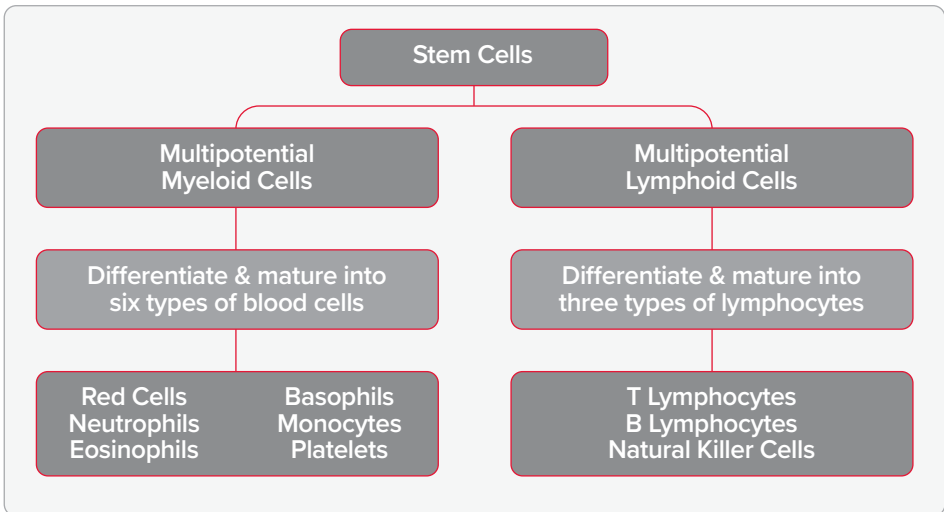 Stem Cells
Multipotential
Myeloid Cells
Multipotential
Lymphoid Cells
Differentiate & mature into
six types of blood cells
Differentiate & mature into
three types of lymphocytes
Red Cells
Neutrophils
Eosinophils
Basophils
Monocytes
Platelets
T Lymphocytes
B Lymphocytes
Natural Killer Cells